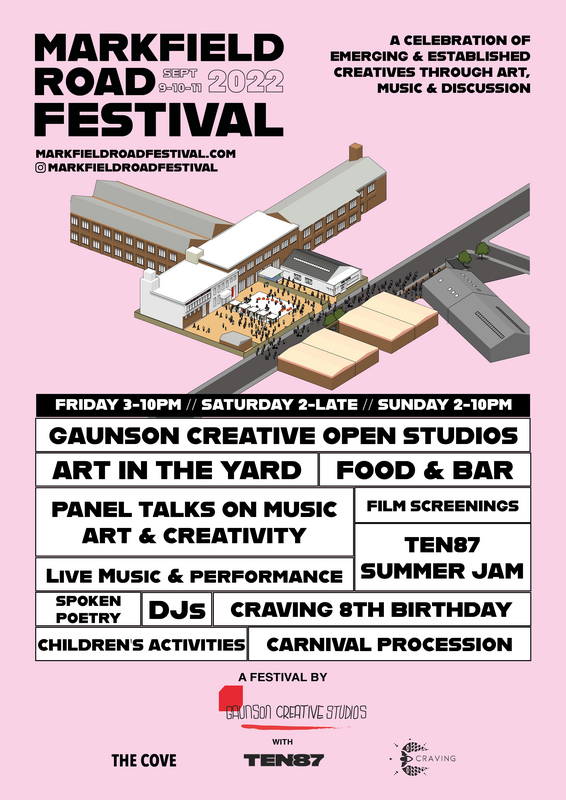 MARKFIELD
ROAD SEPT 9-10-11 2022
FESTIVAL
MARKFIELDROADFESTIVAL.COM
MARKFIELDROADFESTIVAL
A CELEBRATION OF
EMERGING & ESTABLISHED
CREATIVES THROUGH ART,
MUSIC & DISCUSSION
FRIDAY 3-10PM // SATURDAY 2-LATE // SUNDAY 2-10PM
GAUNSON CREATIVE OPEN STUDIOS
ART IN THE YARD
FOOD & BAR
PANEL TALKS ON MUSIC
ART & CREATIVITY
FILM SCREENINGS
TEN87
SUMMER JAM
LIVE MUSIC & PERFORMANCE
SPOKEN
POETRY
DJs
CRAVING 8TH BIRTHDAY
CHILDREN'S ACTIVITIES
CARNIVAL PROCESSION
A FESTIVAL BY
GAUNSON CREATIVE STUDIOS
WITH
THE COVE
TEN87
CRAVING